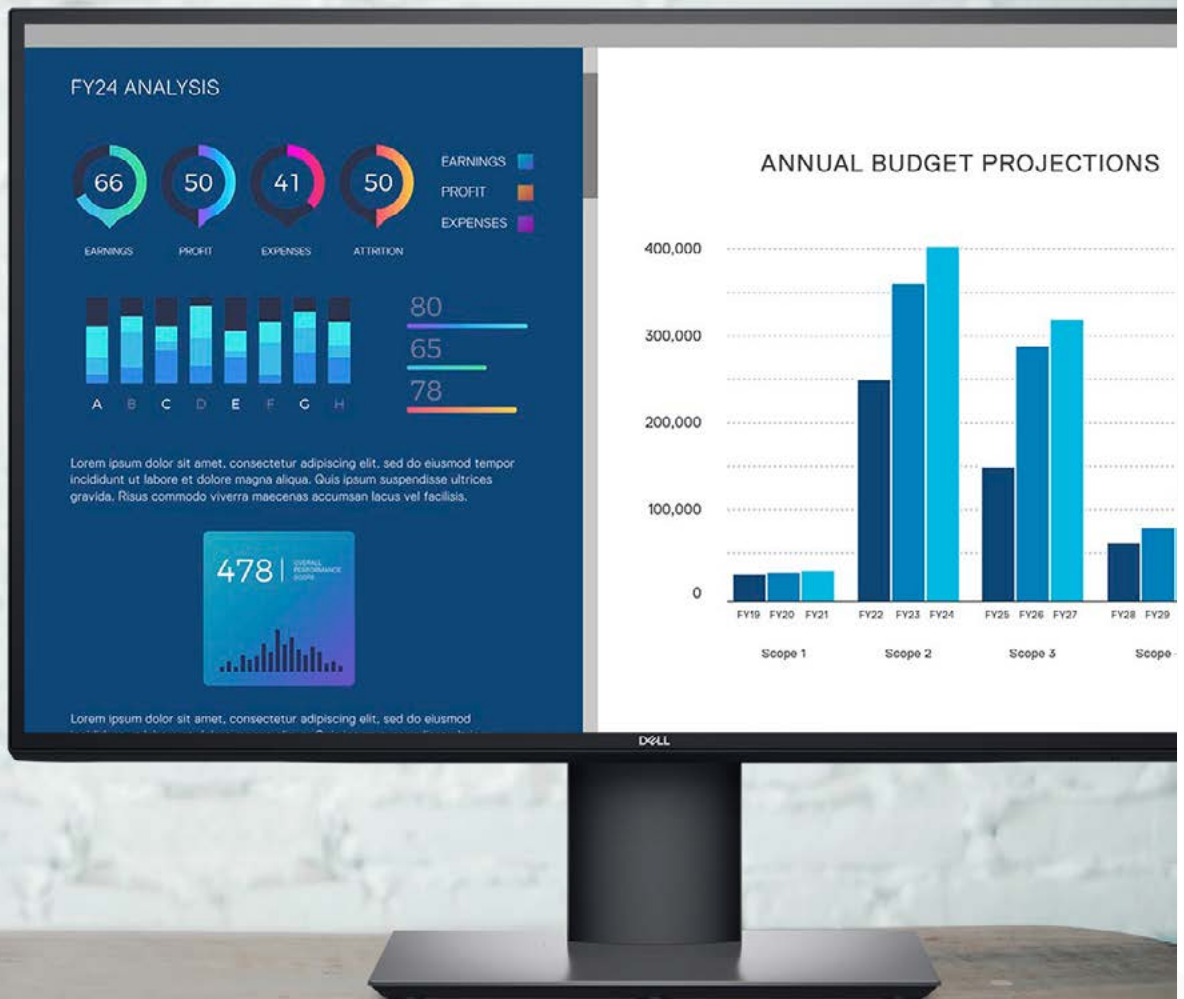 FY24 ANALYSIS
66
50
41
50
EARNINGS
PROFIT
EXPENSES
ATTRITION
EARNINGS
PROFIT
EXPENSES
A B C D E F G H
80
65
78
Lorem ipsum dolor sit amet, consectetur adipiscing elit, sed do eiusmod tempor
incididunt ut labore et dolore magna aliqua. Quis ipsum suspendisse ultrices
gravida. Risus commodo viverra maecenas accumsan lacus vel facilisis.
478
OVERALL
PERFORMANCE
SCORE
Lorem ipsum dolor sit amet, consectetur adipiscing elit, sed do eiusmod
ANNUAL BUDGET PROJECTIONS
400,000
300,000
200,000
100,000
0
FY19 FY20 FY21 FY22 FY23 FY24 FY25 FY26 FY27 FY28 FY29
Scope 1 Scope 2 Scope 3 Scope
DELL